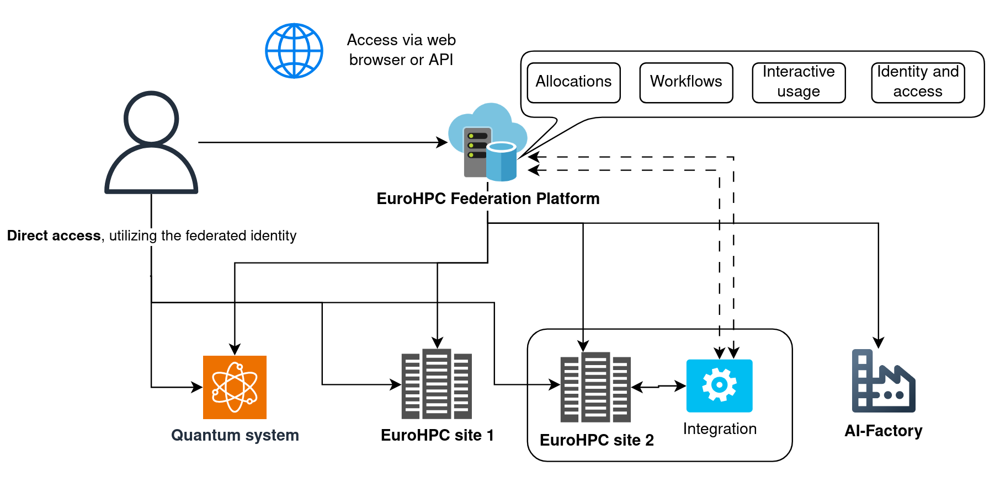 Access via web
browser or API
Allocations
Workflows
Interactive
usage
Identity and
access
EuroHPC Federation Platform
Direct access, utilizing the federated identity
Quantum system
EuroHPC site 1
EuroHPC site 2
Integration
AI-Factory